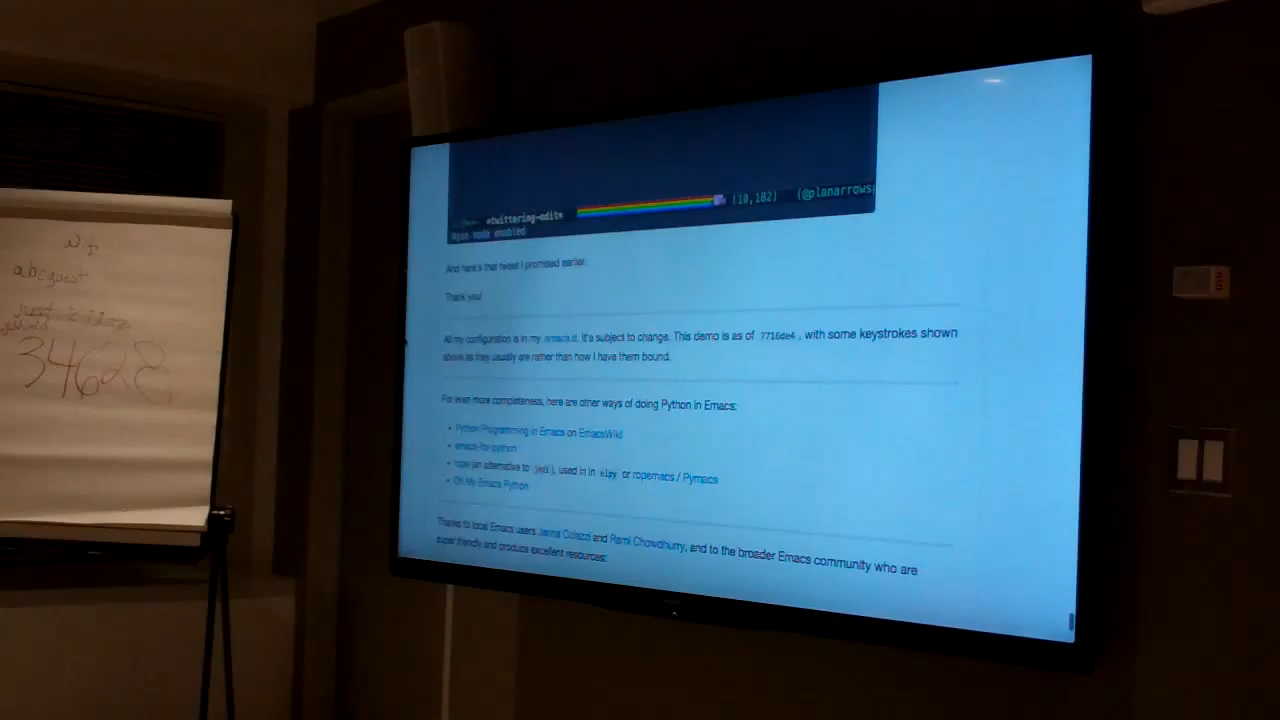 abcguest
34628
*twittering-edit* (10,182) (@planarrows
Nyan mode enabled
And here's that tweet I promised earlier.
Thank you!
All my configuration is in my .emacs.d. It's subject to change. This demo is as of 7716de4 , with some keystrokes shown
above as they usually are rather than how I have them bound.
For even more completeness, here are other ways of doing Python in Emacs:
• Python Programming in Emacs on EmacsWiki
• emacs-for-python
• rope (an alternative to jedi ), used in in elpy or ropemacs / Pymacs
• Oh My Emacs Python
Thanks to local Emacs users Janna Colazzi and Rami Chowdhury, and to the broader Emacs community who are
super friendly and produce excellent resources: